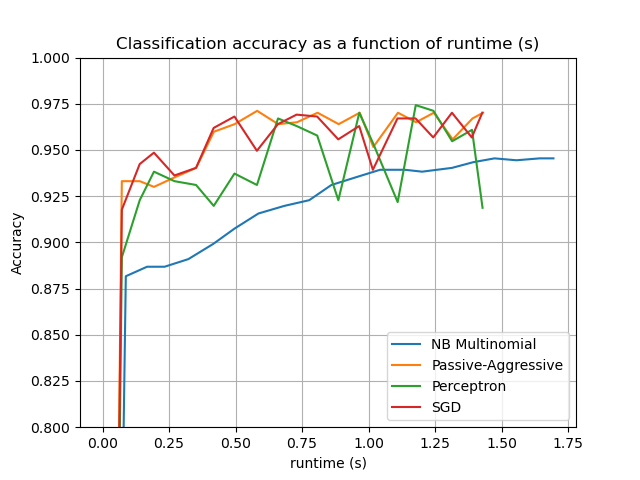 Classification accuracy as a function of runtime (s)
1.000
0.975
0.950
0.925
0.900
0.875
0.850
0.825
0.800
Accuracy
NB Multinomial
Passive-Aggressive
Perceptron
SGD
0.00 0.25 0.50 0.75 1.00 1.25 1.50 1.75
runtime (s)